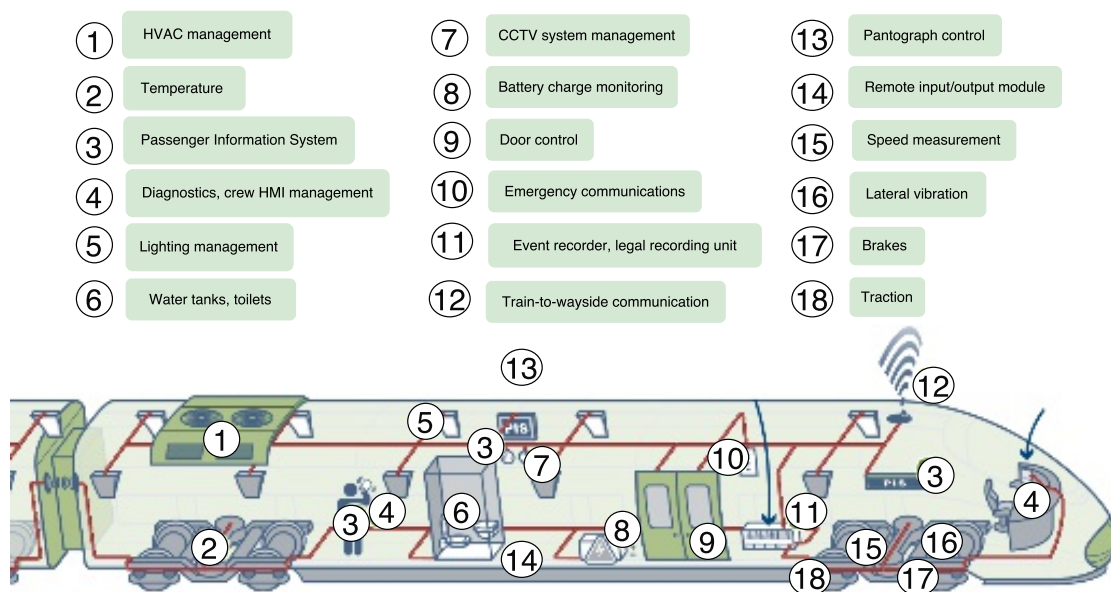 1 HVAC management
2 Temperature
3 Passenger Information System
4 Diagnostics, crew HMI management
5 Lighting management
6 Water tanks, toilets
7 CCTV system management
8 Battery charge monitoring
9 Door control
10 Emergency communications
11 Event recorder, legal recording unit
12 Train-to-wayside communication
13 Pantograph control
14 Remote input/output module
15 Speed measurement
16 Lateral vibration
17 Brakes
18 Traction
13
12
5
PIS
1
3
7
10
3
PIS
4
6
4
3
11
8
9
2
14
15
16
18
17